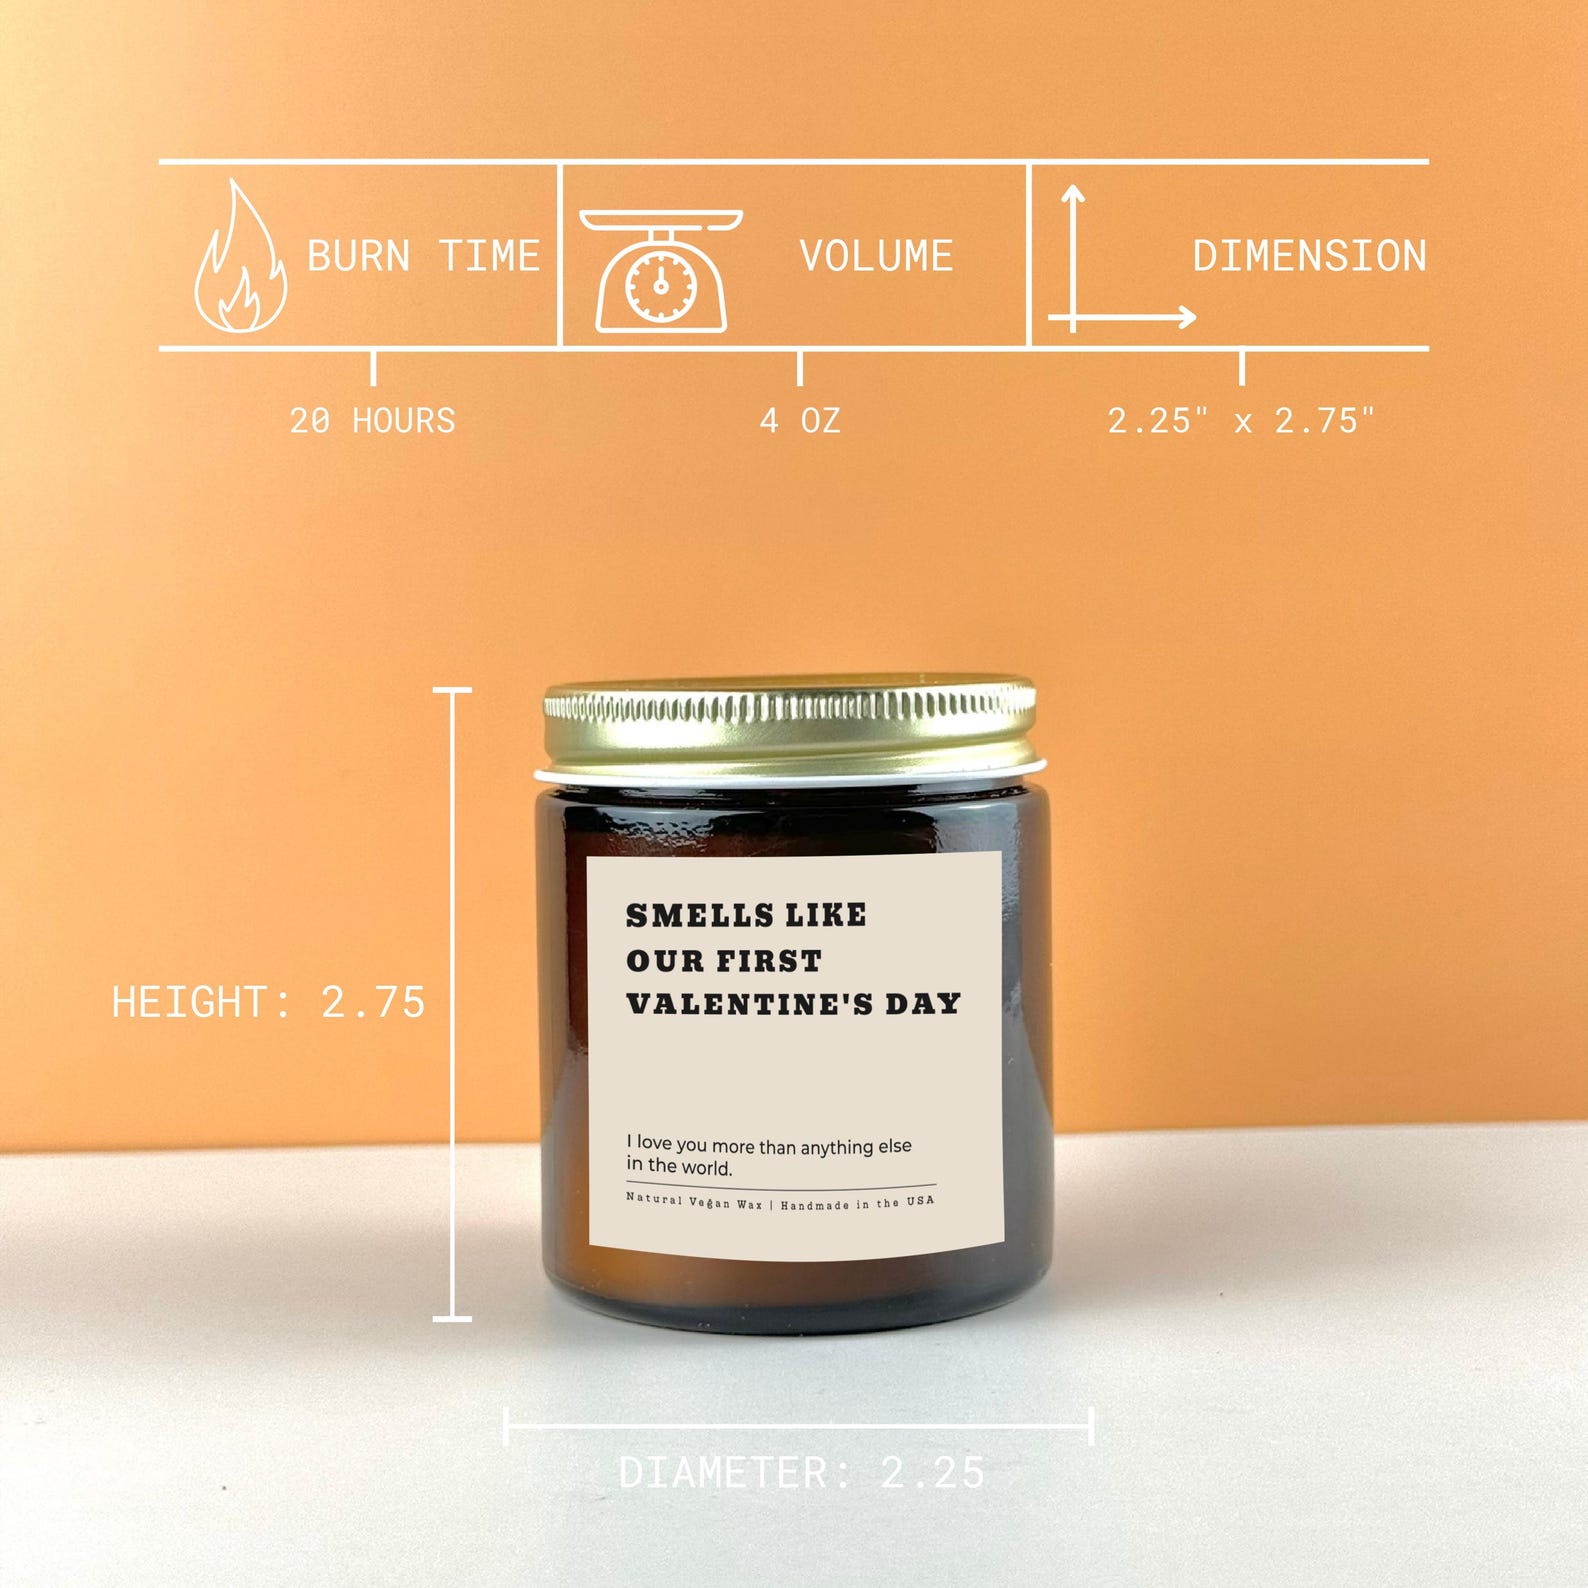 BURN TIME
VOLUME
DIMENSION
20 HOURS
4 OZ
2.25" x 2.75"
SMELLS LIKE
OUR FIRST
VALENTINE'S DAY
HEIGHT: 2.75
I love you more than anything else
in the world.
Natural Vegan Wax | Handmade in the USA
DIAMETER: 2.25